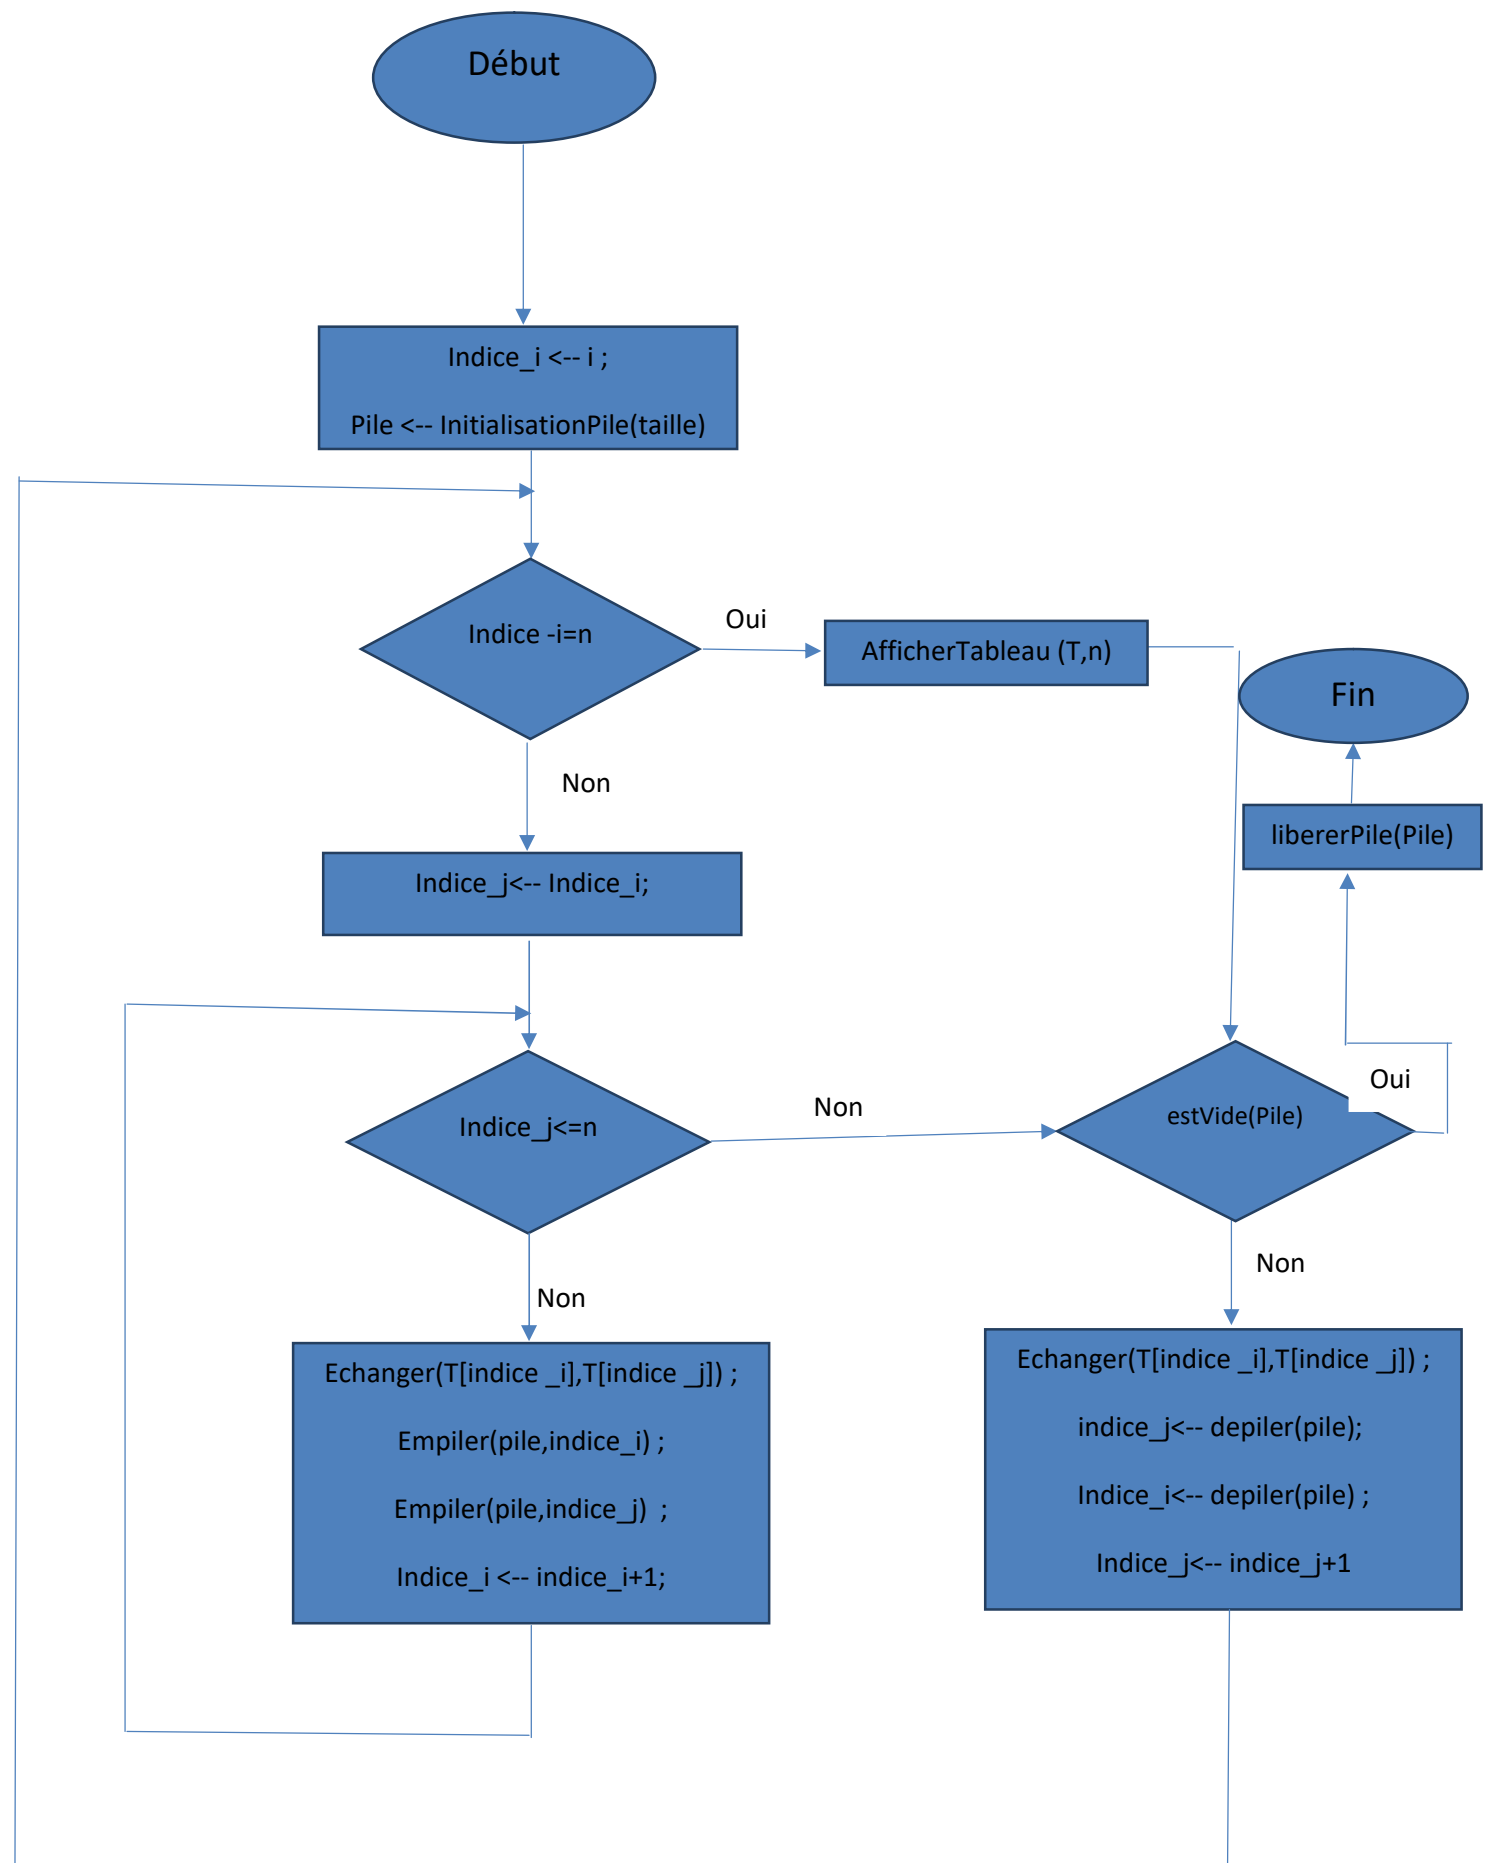 Début
Indice_i <-- i ;
Pile <-- InitialisationPile(taille)
Indice -i=n
Oui
AfficherTableau (T,n)
Fin
Non
libererPile(Pile)
Indice_j<-- Indice_i;
Indice_j<=n
Non
estVide(Pile)
Oui
Non
Non
Echanger(T[indice _i],T[indice _j]) ;
Empiler(pile,indice_i) ;
Empiler(pile,indice_j) ;
Indice_i <-- indice_i+1;
Echanger(T[indice _i],T[indice _j]) ;
indice_j<-- depiler(pile);
Indice_i<-- depiler(pile) ;
Indice_j<-- indice_j+1